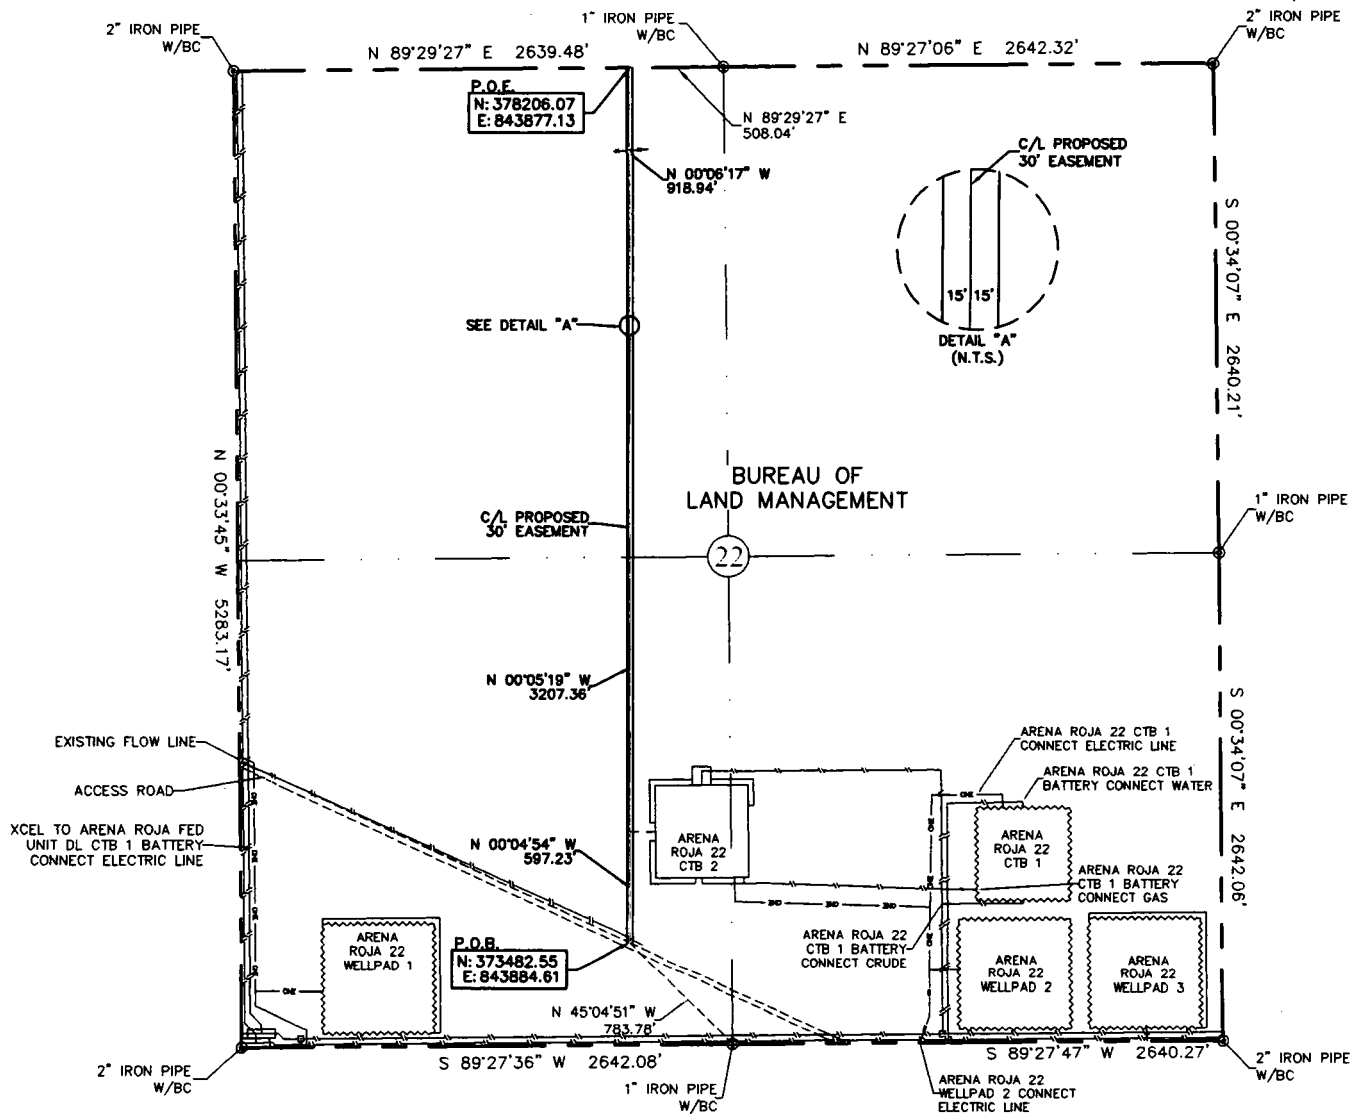 2" IRON PIPE
W/BC
N 89°29'27" E 2639.48'
1" IRON PIPE
W/BC
N 89°27'06" E 2642.32'
2" IRON PIPE
W/BC
P.O.E.
N: 378206.07
E: 843877.13
N 89°29'27" E
508.04'
N 00°06'17" W
918.94'
C/L PROPOSED
30' EASEMENT
15' 15'
DETAIL "A"
(N.T.S.)
S 00°34'07" E 2640.21'
SEE DETAIL "A"
N 00°33'45" W 5283.17'
BUREAU OF
LAND MANAGEMENT
C/L PROPOSED
30' EASEMENT
22
1" IRON PIPE
W/BC
N 00°05'19" W
3207.36'
S 00°34'07" E 2642.06'
EXISTING FLOW LINE
ACCESS ROAD
XCEL TO ARENA ROJA FED
UNIT DL CTB 1 BATTERY
CONNECT ELECTRIC LINE
N 00°04'54" W
597.23'
ARENA
ROJA 22
CTB 2
ARENA ROJA 22 CTB 1
CONNECT ELECTRIC LINE
ARENA ROJA 22 CTB 1
BATTERY CONNECT WATER
ARENA
ROJA 22
CTB 1
ARENA ROJA 22
CTB 1 BATTERY
CONNECT GAS
ARENA ROJA 22
CTB 1 BATTERY
CONNECT CRUDE
ARENA
ROJA 22
WELLPAD 1
P.O.B.
N: 373482.55
E: 843884.61
ARENA
ROJA 22
WELLPAD 2
ARENA
ROJA 22
WELLPAD 3
N 45°04'51" W
783.78'
2" IRON PIPE
W/BC
S 89°27'36" W 2642.08'
1" IRON PIPE
W/BC
S 89°27'47" W 2640.27'
ARENA ROJA 22
WELLPAD 2 CONNECT
ELECTRIC LINE
2" IRON PIPE
W/BC